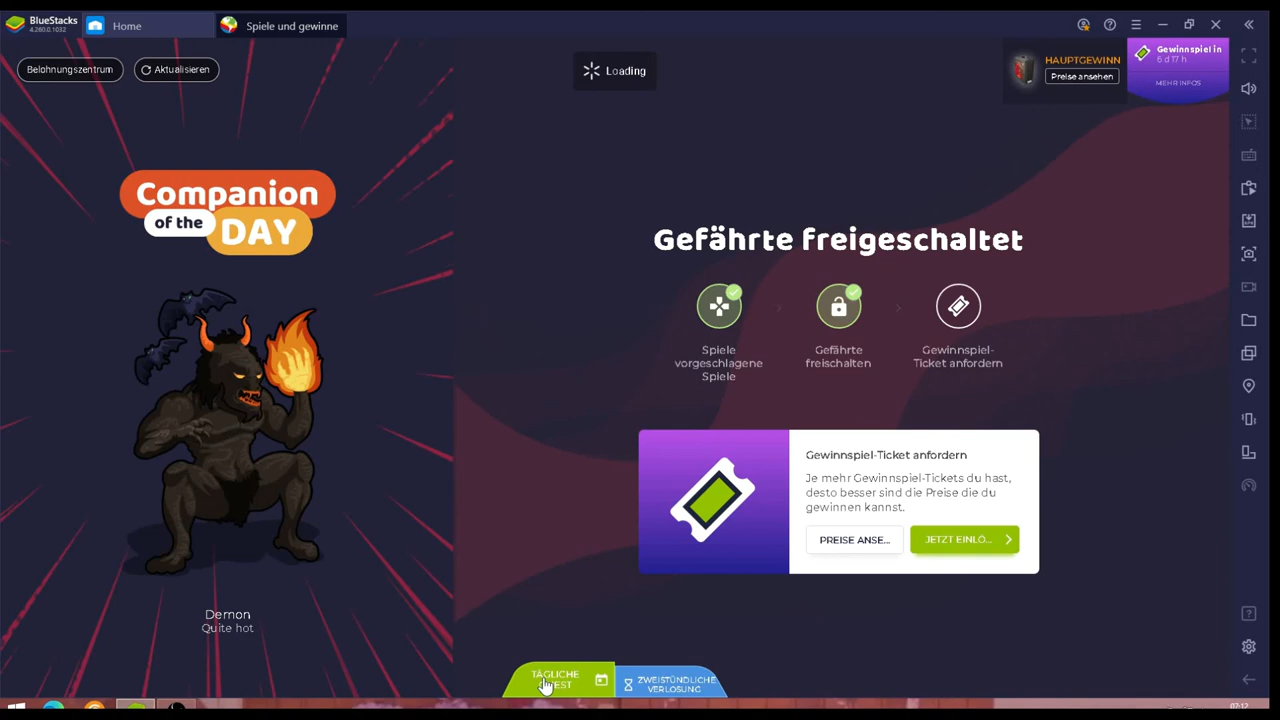 BlueStacks
4.280.0.1032
Home
Spiele und gewinne
Belohnungszentrum
Aktualisieren
Loading
HAUPTGEWINN
Preise ansehen
Gewinnspiel in
6 d 17 h
MEHR INFOS
Companion
of the
DAY
Gefährte freigeschaltet
Spiele
vorgeschlagene
Spiele
Gefährte
freischalten
Gewinnspiel-
Ticket anfordern
Gewinnspiel-Ticket anfordern
Je mehr Gewinnspiel-Tickets du hast,
desto besser sind die Preise die du
gewinnen kannst.
PREISE ANSE...
JETZT EINLÖ...
Demon
Quite hot
TÄGLICHE
ZWEISTÜNDLICHE
VERLOSUNG
07:12